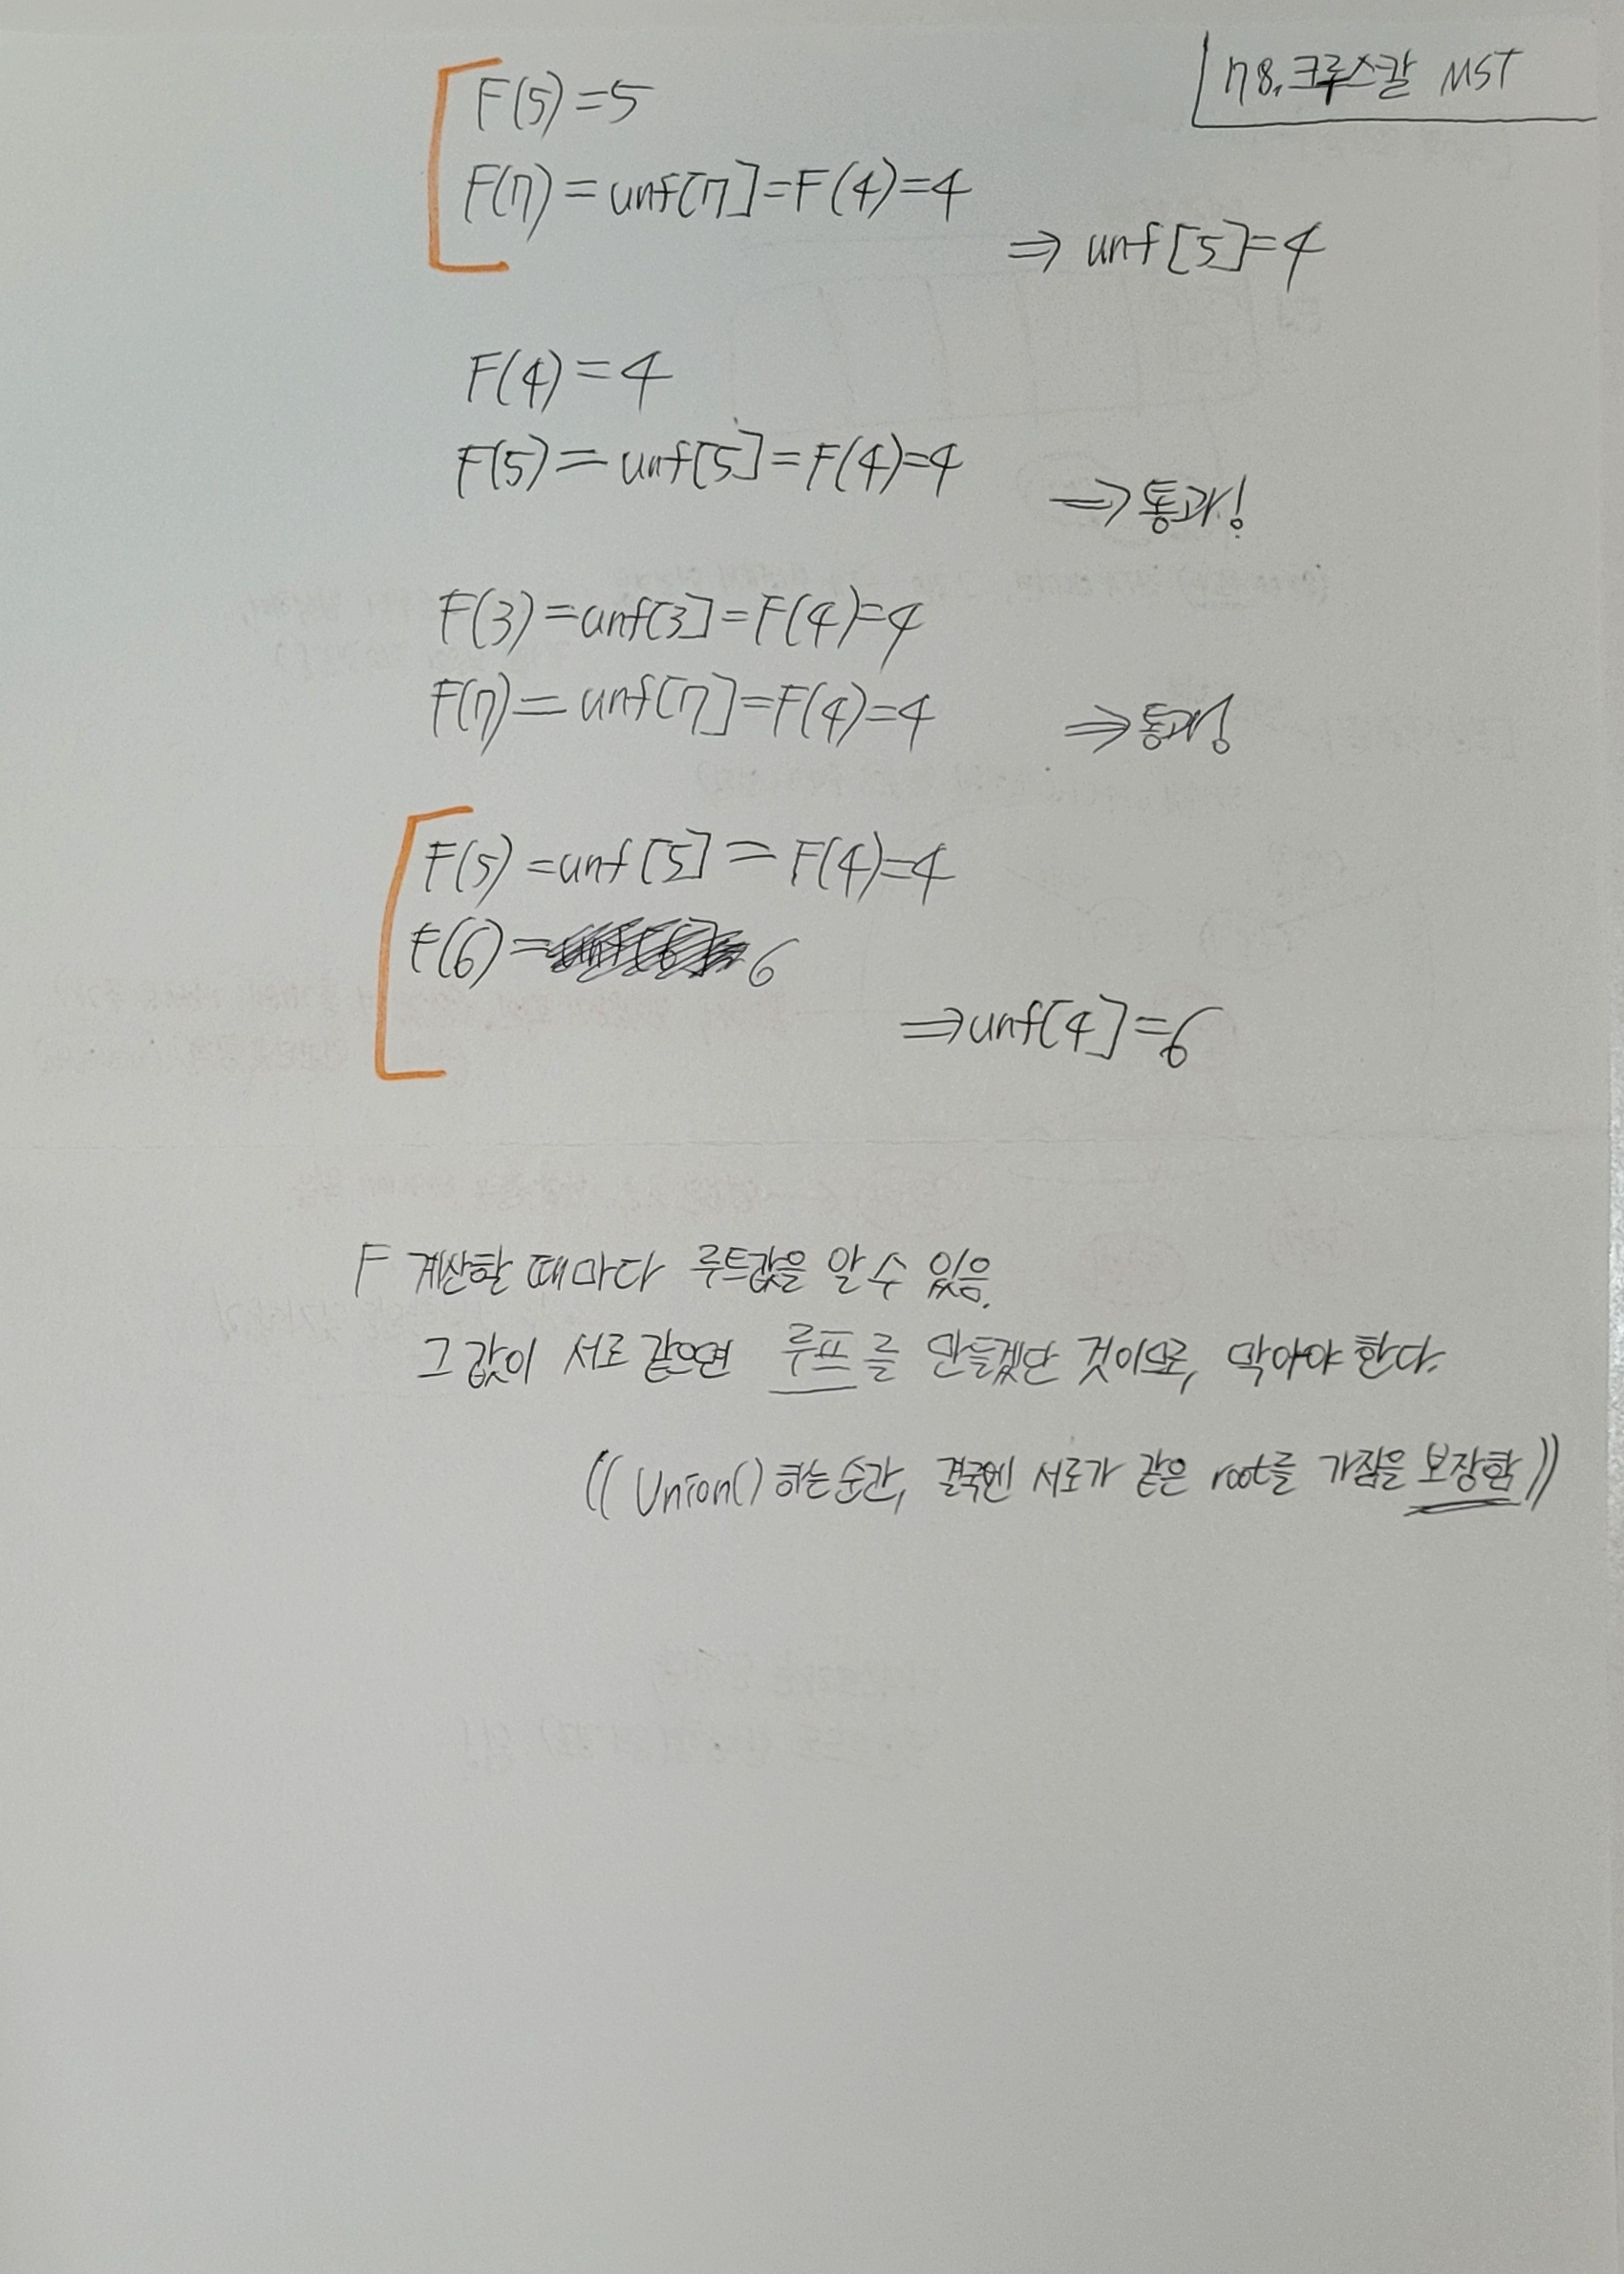 78. 크루스칼 MST
F(5)=5
F(7)=unf[7]=F(4)=4
⇒ unf[5]=4
F(4)=4
F(5)=unf[5]=F(4)=4
⇒ 통과!
F(3)=unf[3]=F(4)=4
F(7)=unf[7]=F(4)=4
⇒ 통과!
F(5)=unf[5]=F(4)=4
F(6)= 6
⇒ unf[4]=6
F 계산할 때마다 루트값을 알 수 있음.
그 값이 서로 같으면 루프를 만들겠단 것이므로, 막아야 한다.
(( Union() 하는 순간, 결국엔 서로가 같은 root를 가짐을 보장함 ))